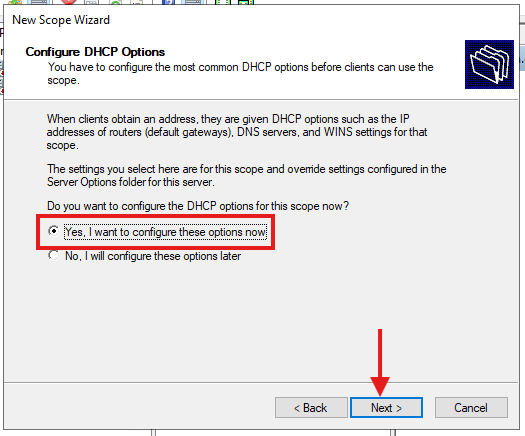 New Scope Wizard
Configure DHCP Options
You have to configure the most common DHCP options before clients can use the
scope.
When clients obtain an address, they are given DHCP options such as the IP
addresses of routers (default gateways), DNS servers, and WINS settings for that
scope.
The settings you select here are for this scope and override settings configured in the
Server Options folder for this server.
Do you want to configure the DHCP options for this scope now?
Yes, I want to configure these options now
No, I will configure these options later
< Back
Next >
Cancel